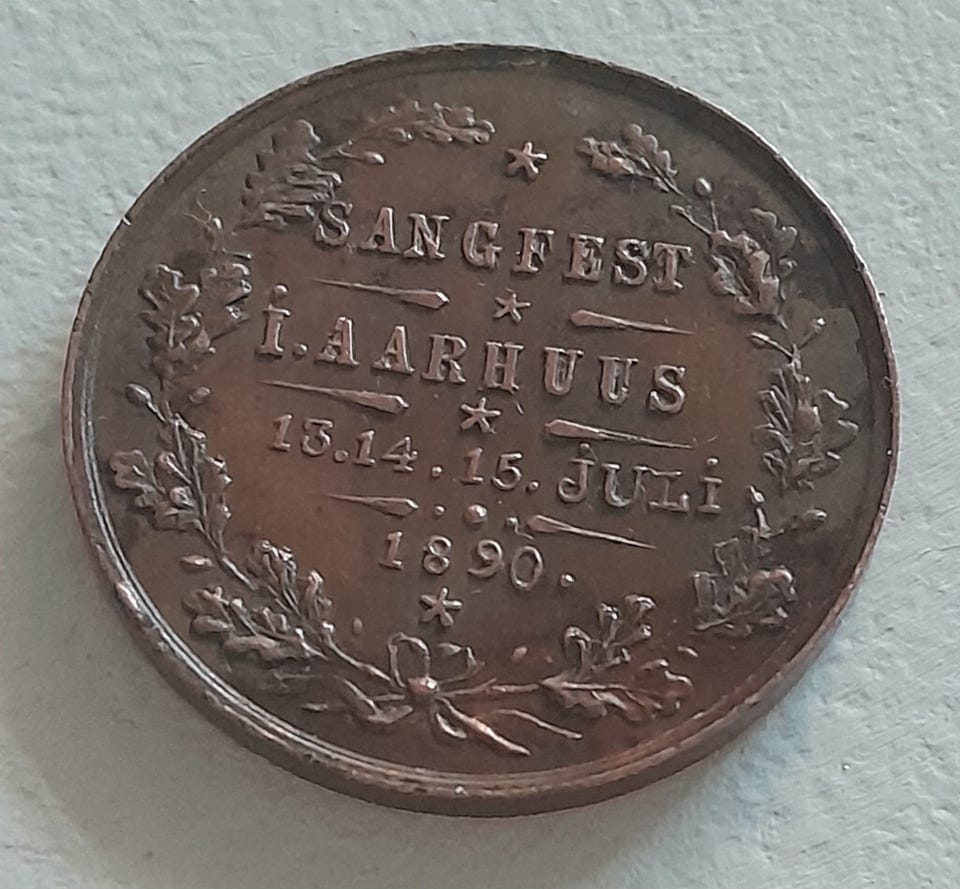 SANGFEST
i. AARHUUS
13. 14. 15. JULi
1890.